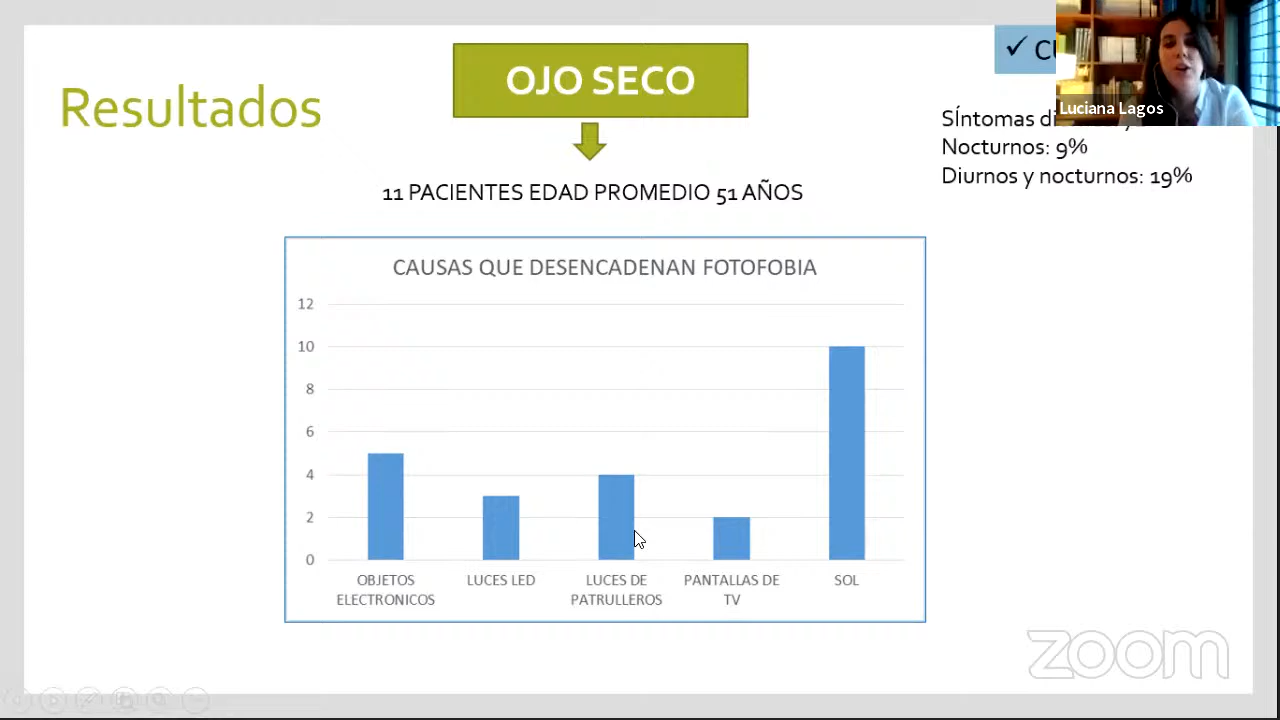 Resultados
OJO SECO
11 PACIENTES EDAD PROMEDIO 51 AÑOS
Luciana Lagos
SÍntomas
Nocturnos: 9%
Diurnos y nocturnos: 19%
CAUSAS QUE DESENCADENAN FOTOFOBIA
12
10
8
6
4
2
0
OBJETOS
ELECTRONICOS
LUCES LED
LUCES DE
PATRULLEROS
PANTALLAS DE
TV
SOL
zoom